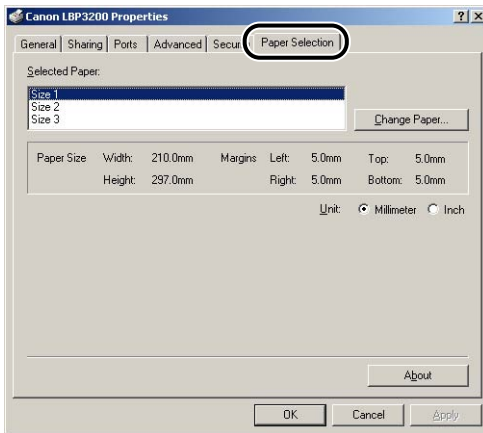 Canon LBP3200 Properties ? X
General Sharing Ports Advanced Secur Paper Selection
Selected Paper:
Size 1
Size 2
Size 3
Change Paper...
Paper Size Width: 210.0mm Margins Left: 5.0mm Top: 5.0mm
Height: 297.0mm Right: 5.0mm Bottom: 5.0mm
Unit: Millimeter Inch
About
OK Cancel Apply